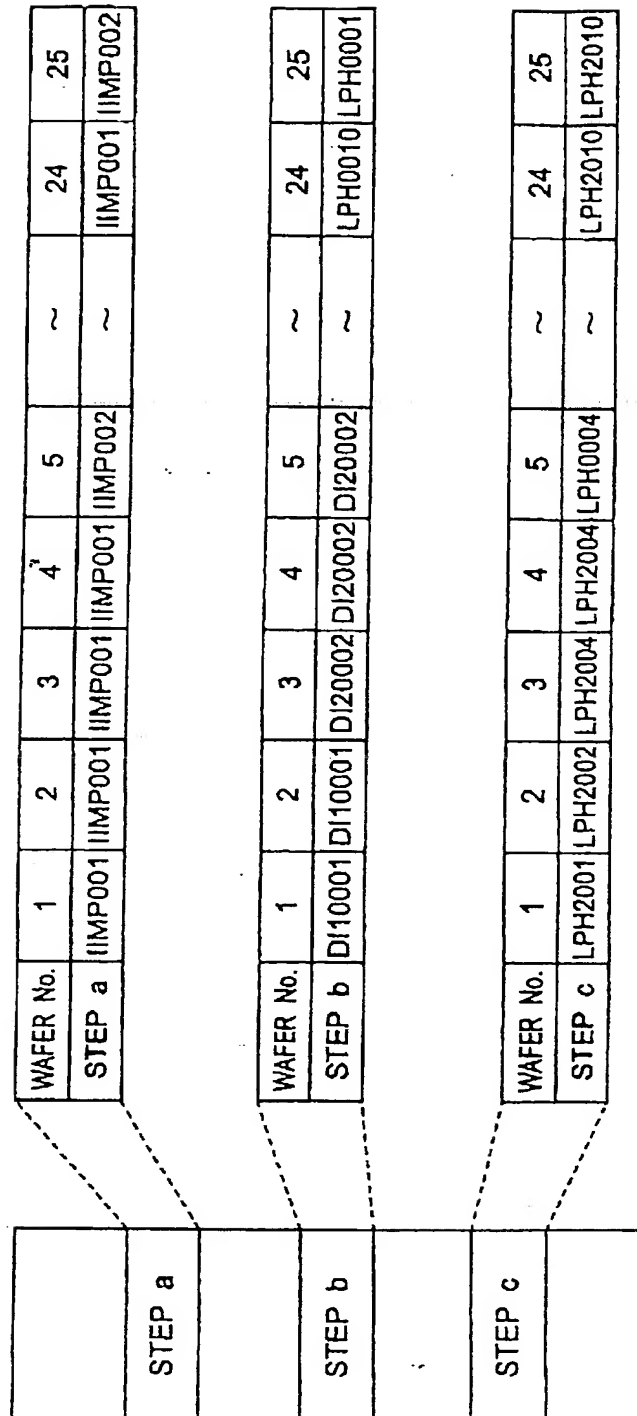 STEP a
STEP b
STEP c
WAFER No. 1 2 3 4 5 ~ 24 25
STEP a IIMP001 IIMP001 IIMP001 IIMP001 IIMP002 ~ IIMP001 IIMP002
WAFER No. 1 2 3 4 5 ~ 24 25
STEP b DI10001 DI10001 DI20002 DI20002 DI20002 ~ LPH0010 LPH0001
WAFER No. 1 2 3 4 5 ~ 24 25
STEP c LPH2001 LPH2002 LPH2004 LPH2004 LPH0004 ~ LPH2010 LPH2010